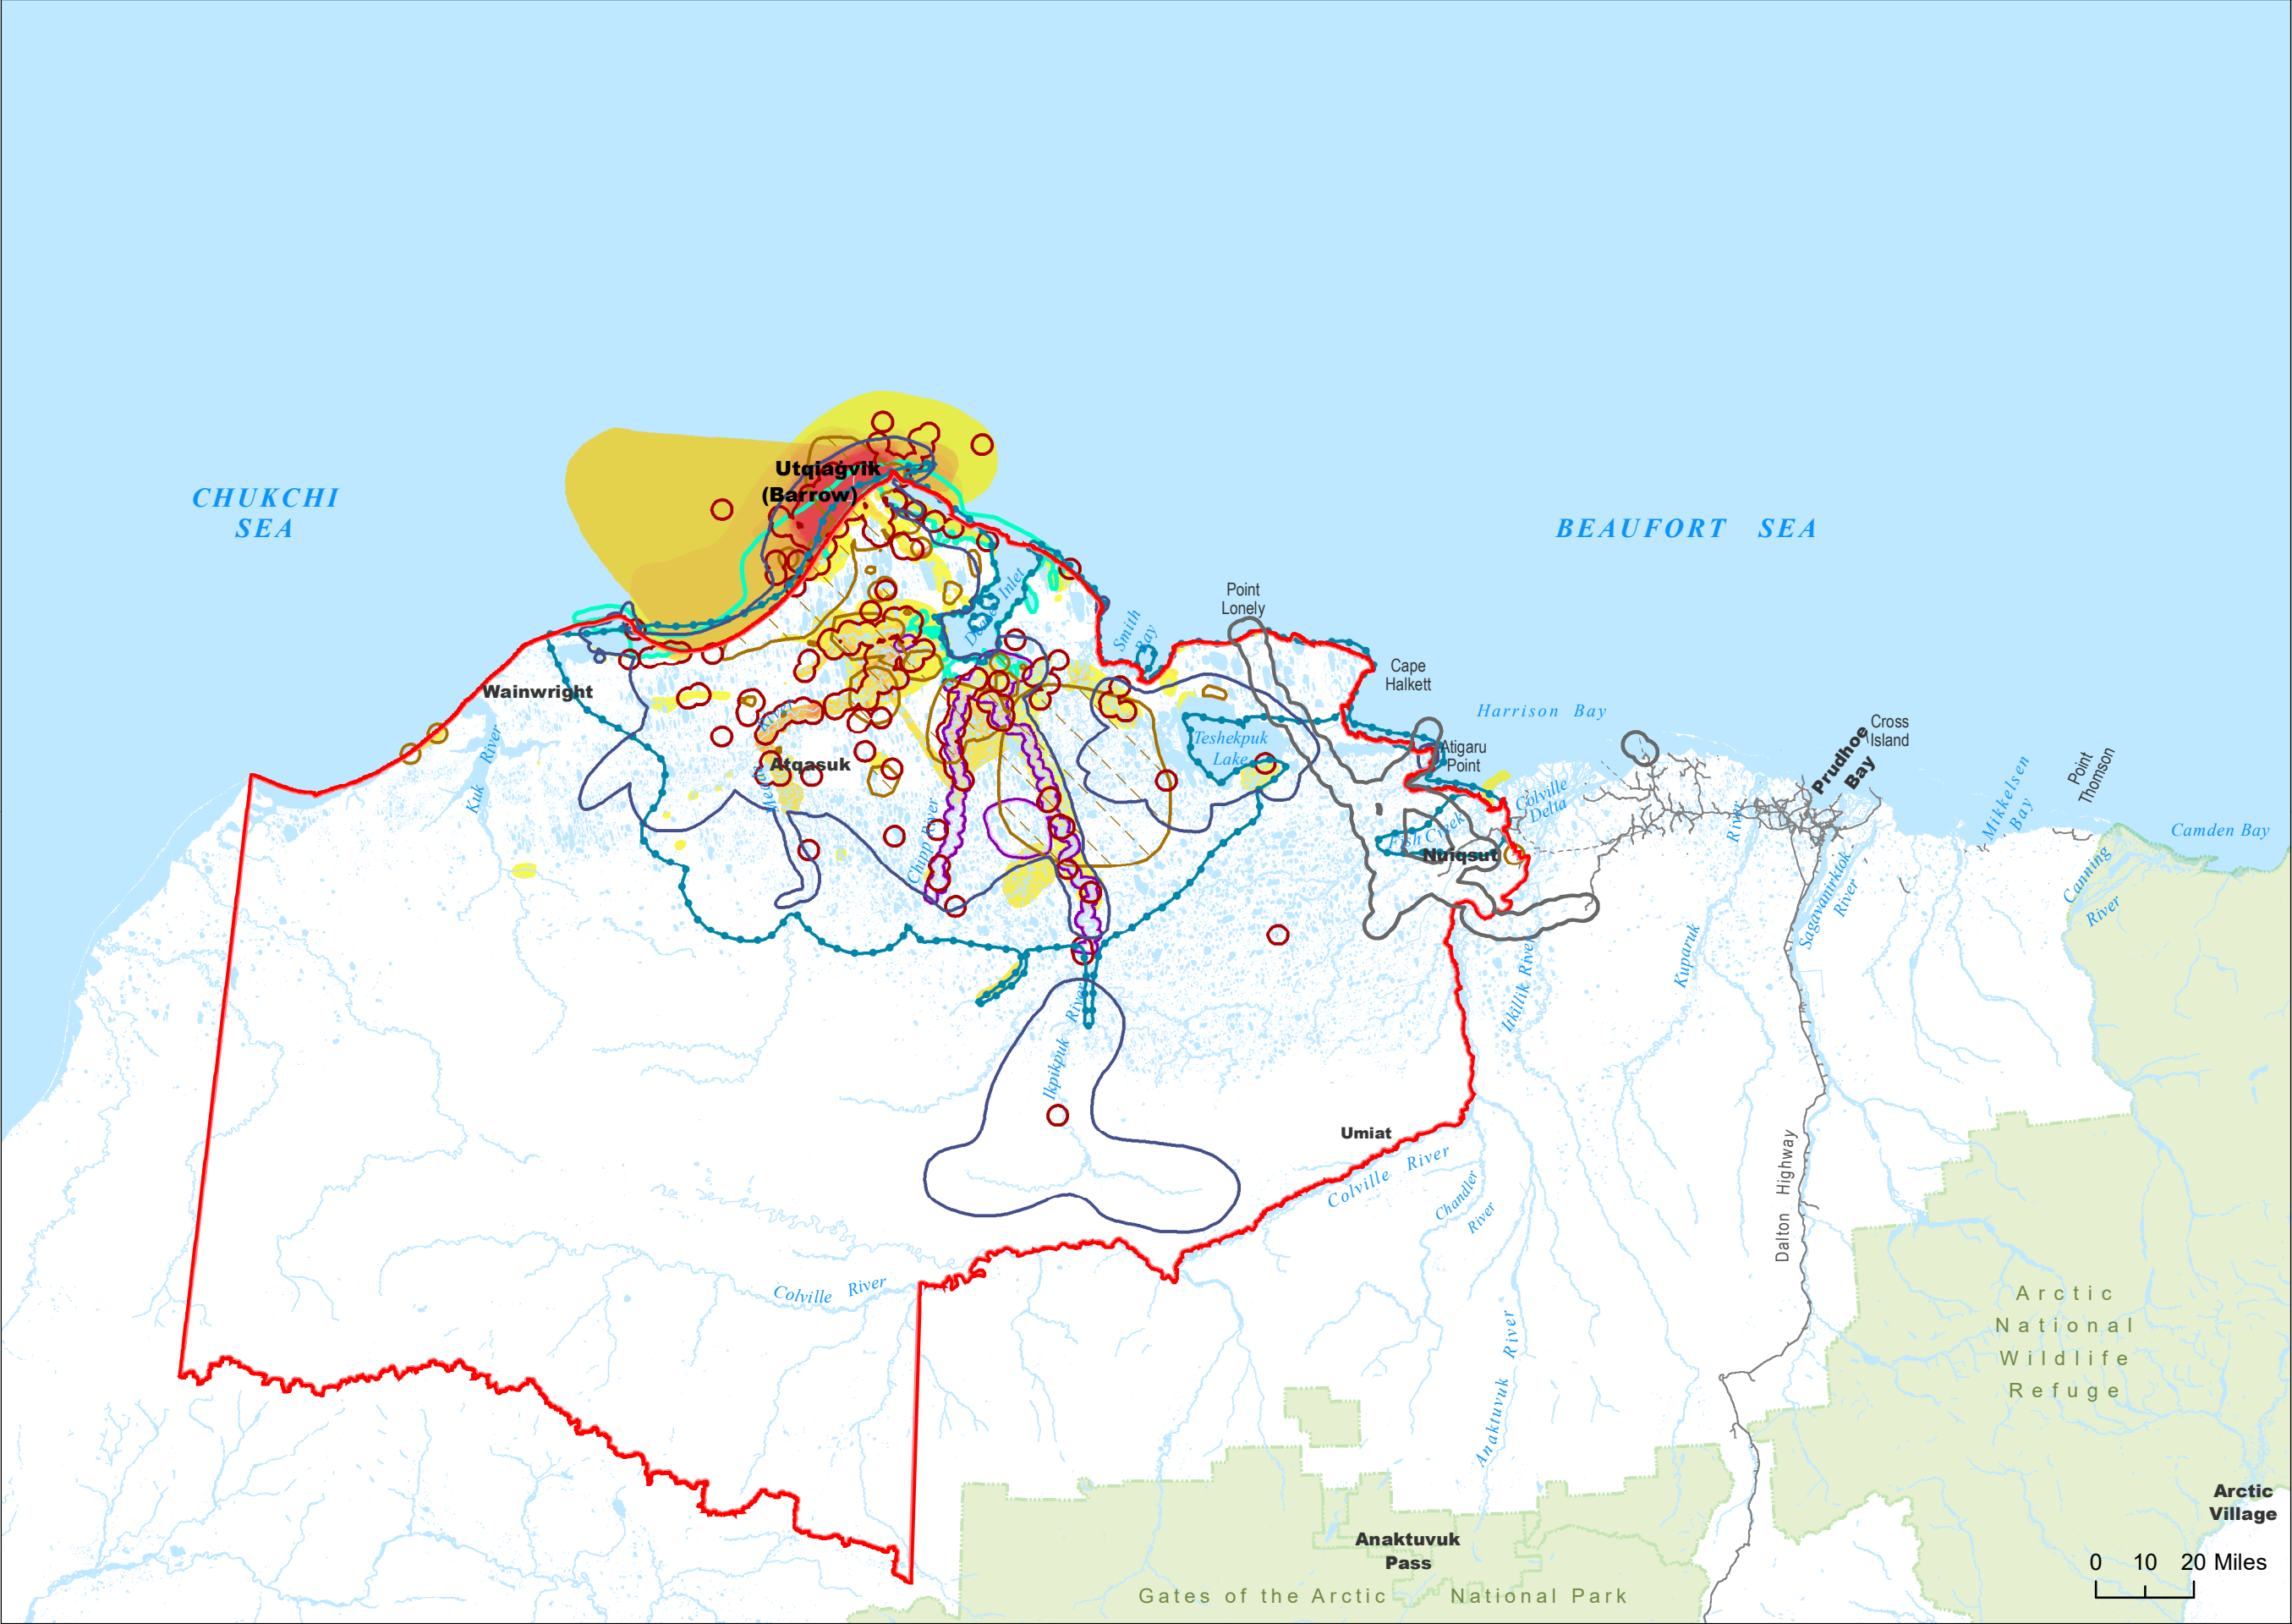 Utqiaġvik
(Barrow)
CHUKCHI
SEA
BEAUFORT SEA
Point
Lonely
Dease Inlet
Smith
Bay
Cape
Halkett
Wainwright
Harrison Bay
Cross
Island
Kuk River
River
Meade
Atqasuk
Teshekpuk
Lake
Atigaru
Point
Prudhoe
Bay
Point
Thomson
Mikkelsen
Bay
Camden Bay
Colville
Delta
Fish Creek
Nuiqsut
Chipp River
River
Canning
River
Sagavanirktok
River
Kuparuk
Itkillik River
Ikpikpuk River
Umiat
Colville River
Chandler
River
Dalton Highway
Colville River
Anaktuvuk River
Arctic
National
Wildlife
Refuge
Arctic
Village
Anaktuvuk
Pass
Gates of the Arctic National Park
0 10 20 Miles